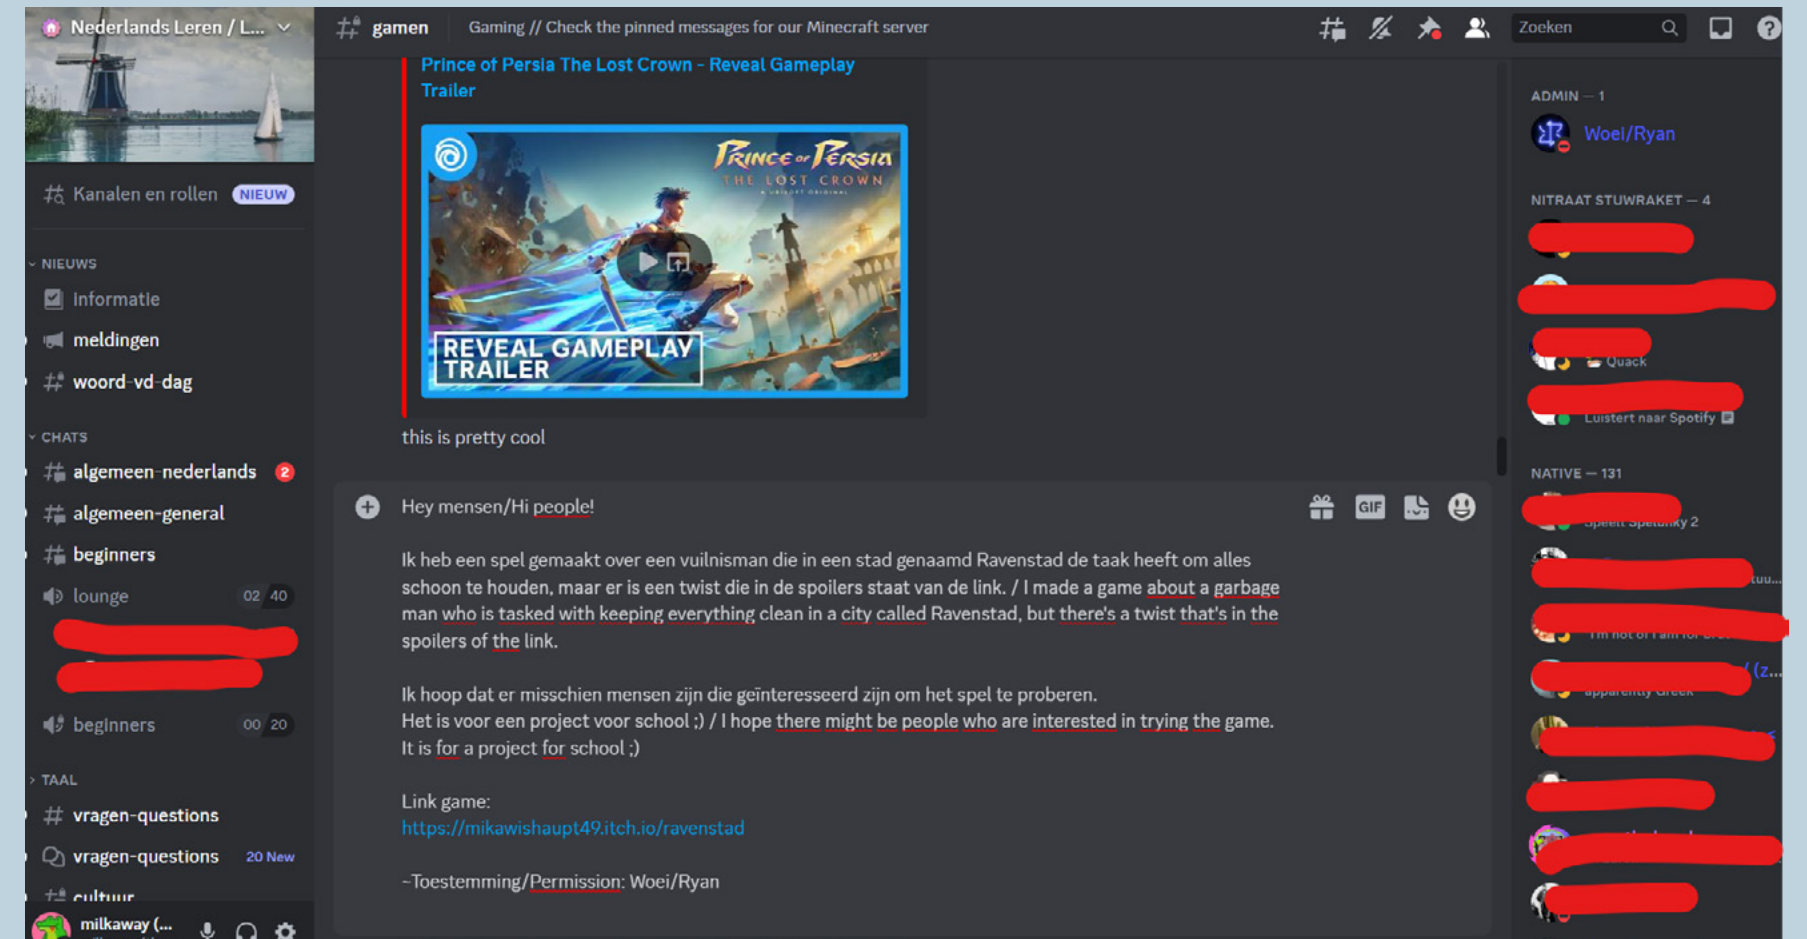 Nederlands Leren / L...
Kanalen en rollen NIEUW
NIEUWS
Informatie
meldingen
woord-vd-dag
CHATS
algemeen-nederlands 2
algemeen-general
beginners
lounge 02 40
beginners 00 20
TAAL
vragen-questions
vragen-questions 20 New
cultuur
milkaway (...
gamen Gaming // Check the pinned messages for our Minecraft server
Zoeken
Prince of Persia The Lost Crown - Reveal Gameplay
Trailer
PRINCE OF PERSIA
THE LOST CROWN
A UBISOFT ORIGINAL
REVEAL GAMEPLAY
TRAILER
this is pretty cool
Hey mensen/Hi people!
GIF
Ik heb een spel gemaakt over een vuilnisman die in een stad genaamd Ravenstad de taak heeft om alles
schoon te houden, maar er is een twist die in de spoilers staat van de link. / I made a game about a garbage
man who is tasked with keeping everything clean in a city called Ravenstad, but there's a twist that's in the
spoilers of the link.
Ik hoop dat er misschien mensen zijn die geïnteresseerd zijn om het spel te proberen.
Het is voor een project voor school ;) / I hope there might be people who are interested in trying the game.
It is for a project for school ;)
Link game:
https://mikawishaupt49.itch.io/ravenstad
~Toestemming/Permission: Woei/Ryan
ADMIN — 1
Woei/Ryan
NITRAAT STUWRAKET — 4
Quack
Luistert naar Spotify
NATIVE — 131
Speelt Spelunky 2
tuu...
(z...
apparently Greek